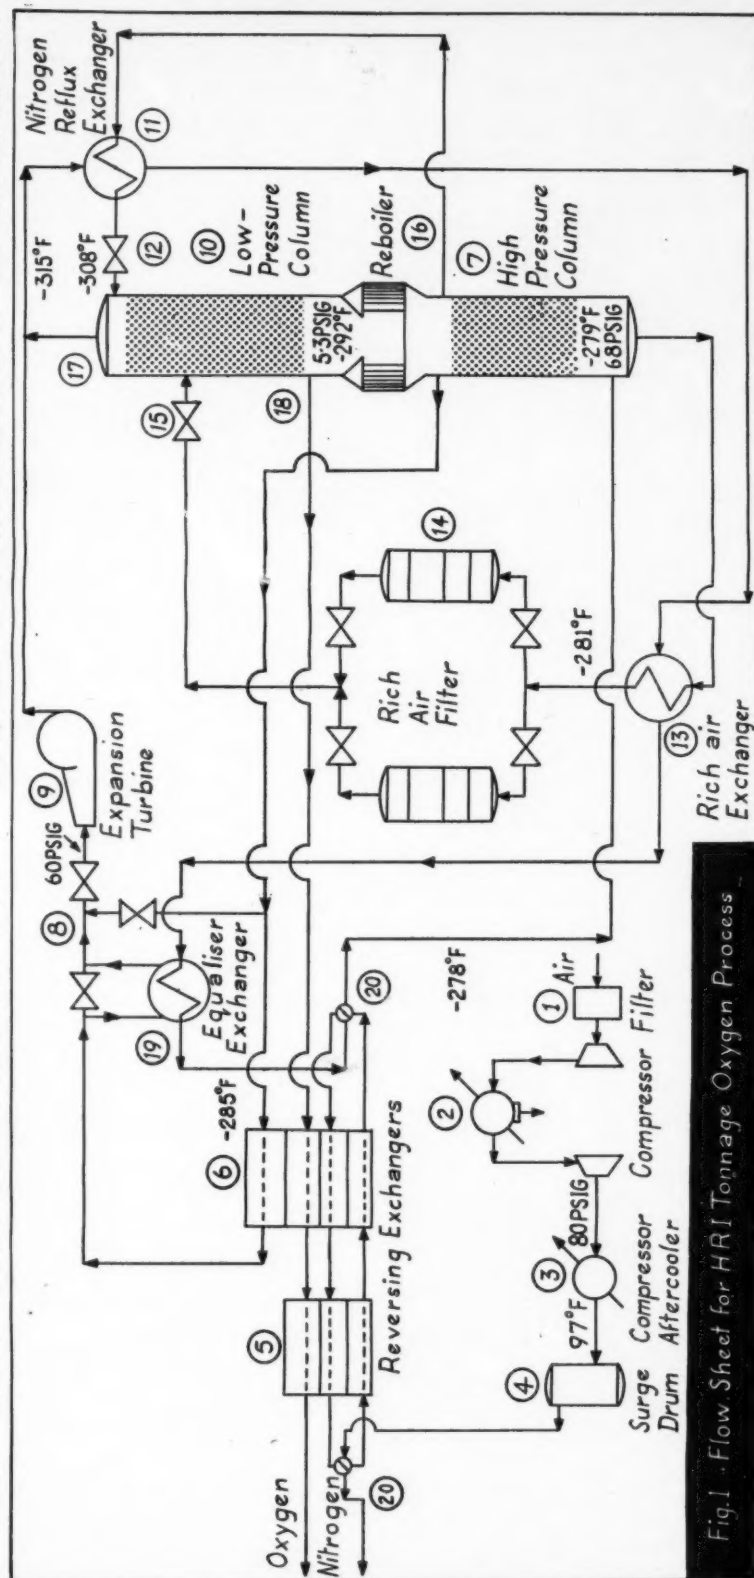 Oxygen
Nitrogen
20
5
6
Reversing Exchangers
-285°F
19
Equaliser
Exchanger
8
60PSIG
9
Expansion
Turbine
-315°F
-308°F
Nitrogen
Reflux
Exchanger
11
12
17
10
Low-
Pressure
Column
15
18
5·3PSIG
-292°F
Reboiler
16
7
High
Pressure
Column
-279°F
68PSIG
14
Rich
Air
Filter
-281°F
13
Rich air
Exchanger
20
-278°F
1
Air
Filter
Compressor
2
80PSIG
3
97°F
Compressor
Aftercooler
4
Surge
Drum
Fig.1 Flow Sheet for HRI Tonnage Oxygen Process